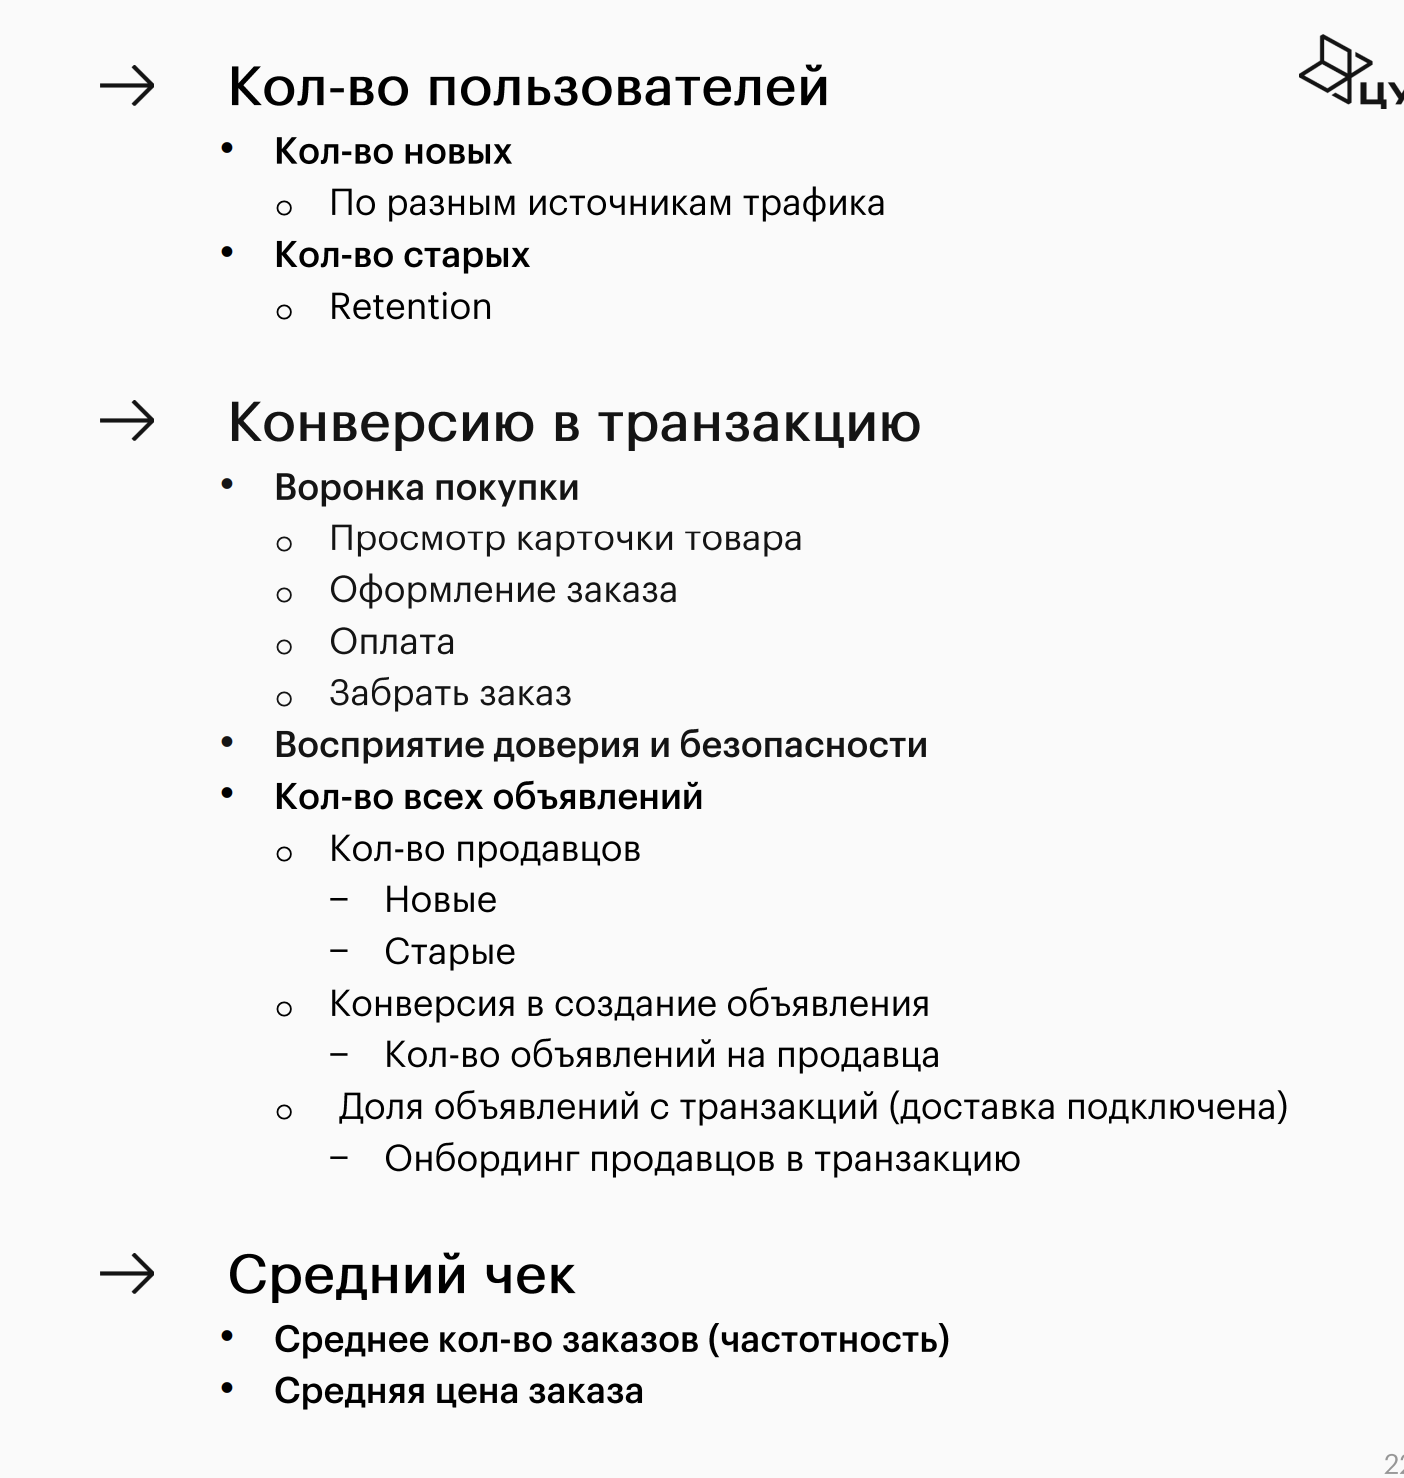 Кол-во пользователей
ЦУ
• Кол-во новых
o По разным источникам трафика
• Кол-во старых
o Retention
Конверсию в транзакцию
• Воронка покупки
o Просмотр карточки товара
o Оформление заказа
o Оплата
o Забрать заказ
• Восприятие доверия и безопасности
• Кол-во всех объявлений
o Кол-во продавцов
– Новые
– Старые
o Конверсия в создание объявления
– Кол-во объявлений на продавца
o Доля объявлений с транзакций (доставка подключена)
– Онбординг продавцов в транзакцию
Средний чек
• Среднее кол-во заказов (частотность)
• Средняя цена заказа